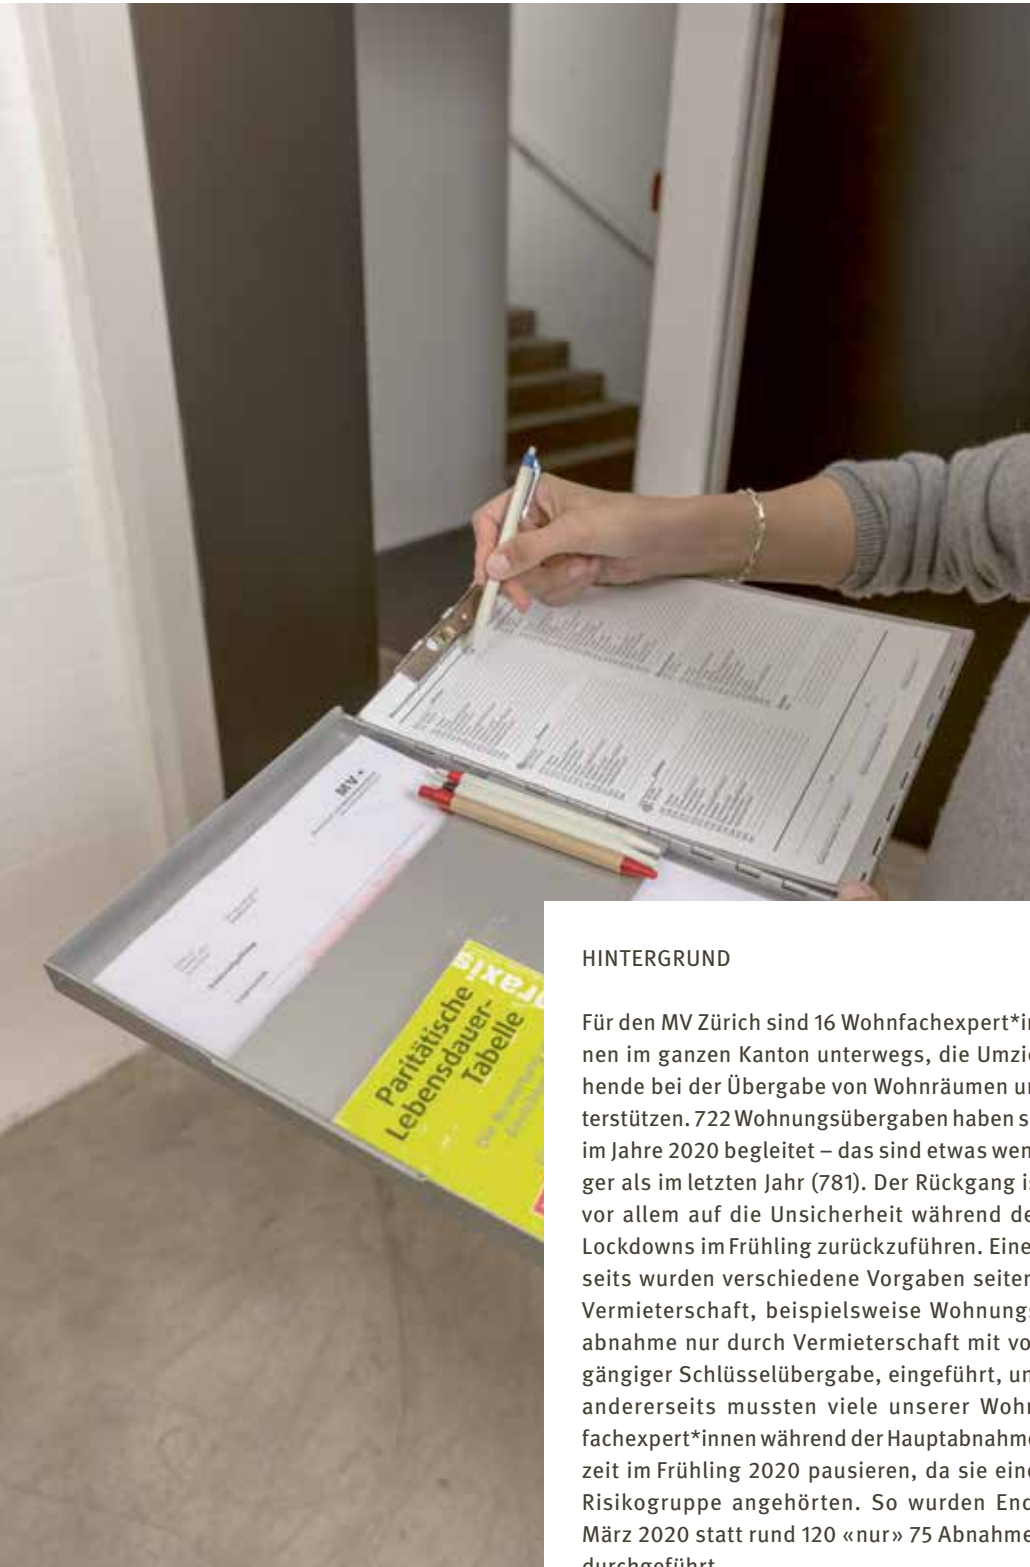 MV
praxis
Paritätische
Lebensdauer-
Tabelle
HINTERGRUND
Für den MV Zürich sind 16 Wohnfachexpert*in
nen im ganzen Kanton unterwegs, die Umzie
hende bei der Übergabe von Wohnräumen un
terstützen. 722 Wohnungsübergaben haben s
im Jahre 2020 begleitet – das sind etwas wen
ger als im letzten Jahr (781). Der Rückgang is
vor allem auf die Unsicherheit während de
Lockdowns im Frühling zurückzuführen. Eine
seits wurden verschiedene Vorgaben seiten
Vermieterschaft, beispielsweise Wohnungs
abnahme nur durch Vermieterschaft mit vo
gängiger Schlüsselübergabe, eingeführt, un
andererseits mussten viele unserer Wohn
fachexpert*innen während der Hauptabnahme
zeit im Frühling 2020 pausieren, da sie eine
Risikogruppe angehörten. So wurden End
März 2020 statt rund 120 «nur» 75 Abnahme
durchgeführt